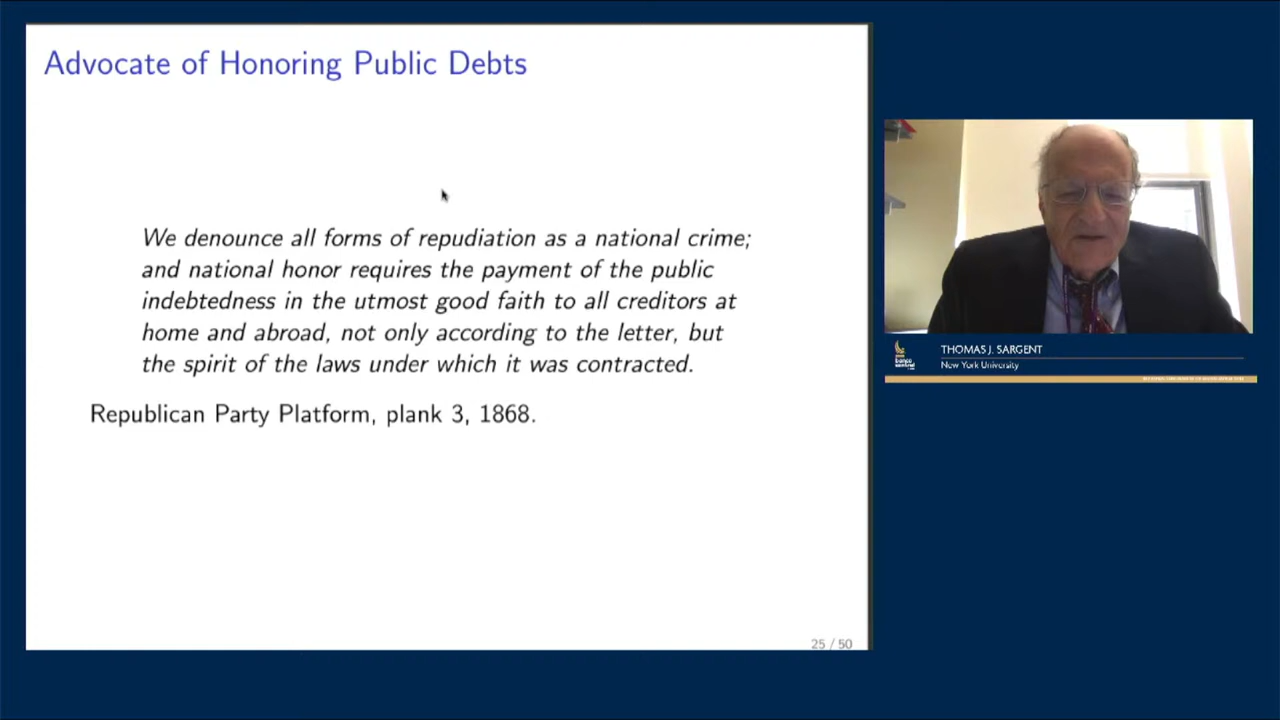 Advocate of Honoring Public Debts
We denounce all forms of repudiation as a national crime;
and national honor requires the payment of the public
indebtedness in the utmost good faith to all creditors at
home and abroad, not only according to the letter, but
the spirit of the laws under which it was contracted.
Republican Party Platform, plank 3, 1868.
25 / 50
THOMAS J. SARGENT
New York University